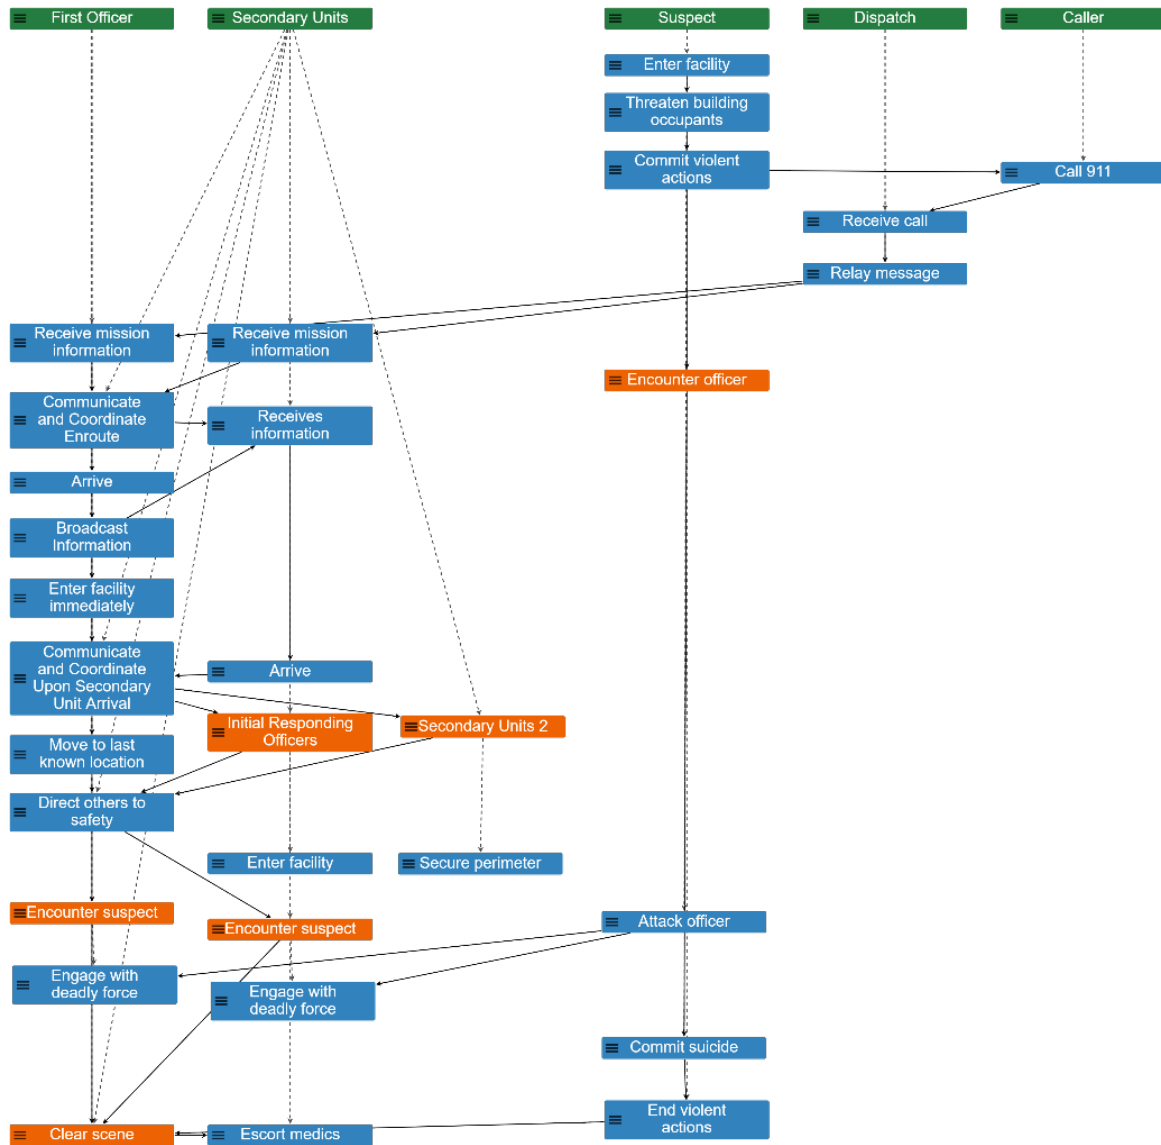 First Officer
Secondary Units
Suspect
Dispatch
Caller
Enter facility
Threaten building
occupants
Commit violent
actions
Call 911
Receive call
Relay message
Receive mission
information
Receive mission
information
Encounter officer
Communicate
and Coordinate
Enroute
Receives
information
Arrive
Broadcast
Information
Enter facility
immediately
Communicate
and Coordinate
Upon Secondary
Unit Arrival
Arrive
Initial Responding
Officers
Secondary Units 2
Move to last
known location
Direct others to
safety
Enter facility
Secure perimeter
Encounter suspect
Encounter suspect
Attack officer
Engage with
deadly force
Engage with
deadly force
Commit suicide
End violent
actions
Clear scene
Escort medics